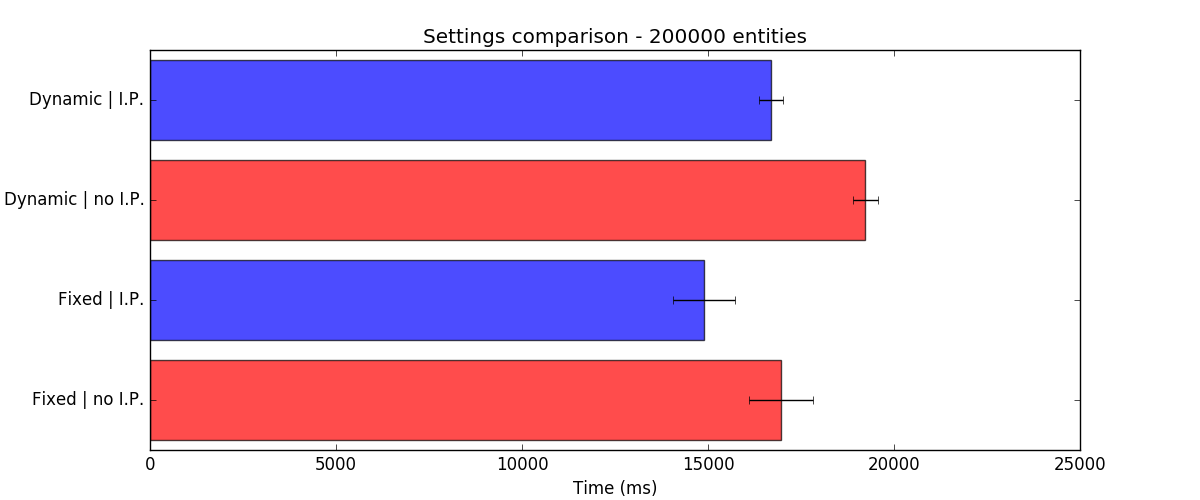 Settings comparison - 200000 entities
Dynamic | I.P.
Dynamic | no I.P.
Fixed | I.P.
Fixed | no I.P.
0 5000 10000 15000 20000 25000
Time (ms)